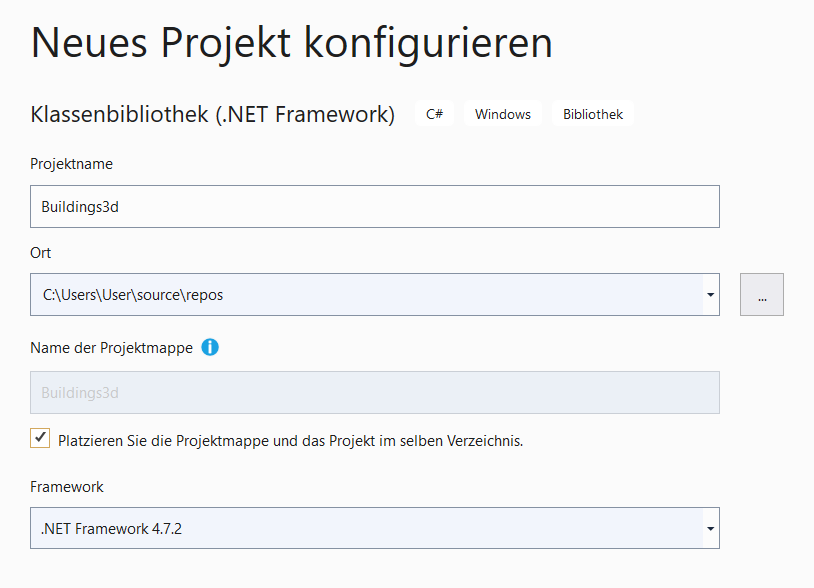 Neues Projekt konfigurieren
Klassenbibliothek (.NET Framework) C# Windows Bibliothek
Projektname
Buildings3d
Ort
C:\Users\User\source\repos
...
Name der Projektmappe i
Buildings3d
Platzieren Sie die Projektmappe und das Projekt im selben Verzeichnis.
Framework
.NET Framework 4.7.2